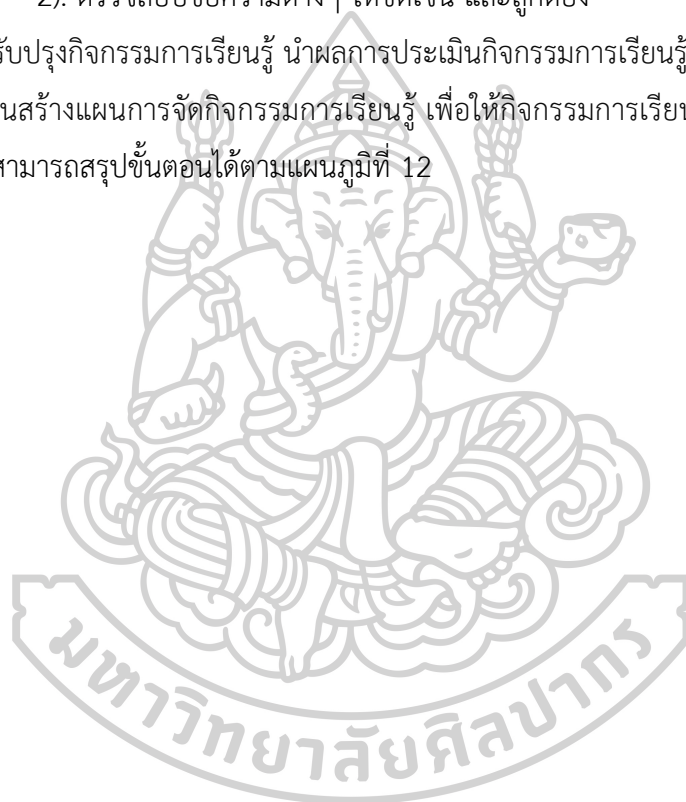 2). ตรวจสอบข้อความต่าง ๆ ให้ชัดเจน และถูกต้อง
รับปรุงกิจกรรมการเรียนรู้ นำผลการประเมินกิจกรรมการเรียนรู้
นสร้างแผนการจัดกิจกรรมการเรียนรู้ เพื่อให้กิจกรรมการเรียน
สามารถสรุปขั้นตอนได้ตามแผนภูมิที่ 12
มหาวิทยาลัยศิลปากร